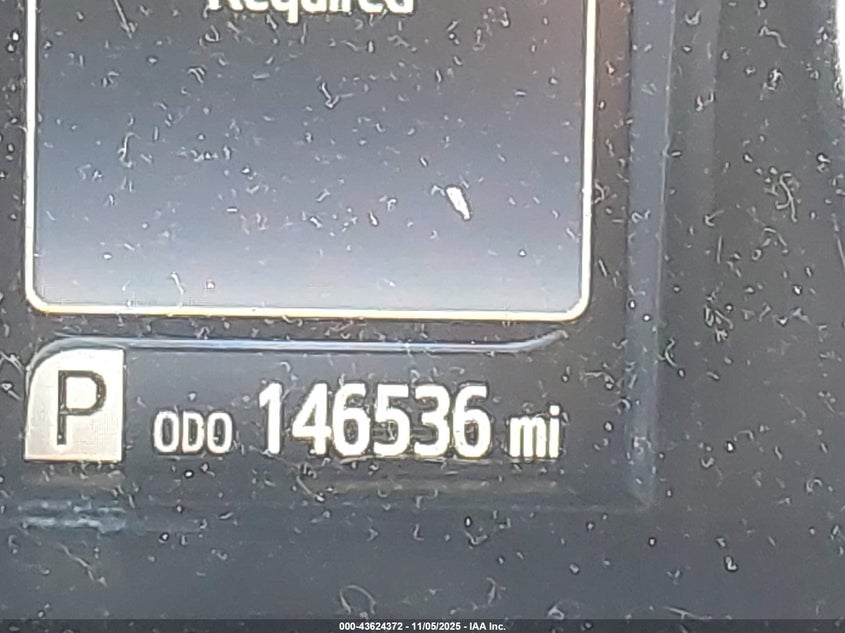 Required
P ODO 146536 mi
000-43624372 - 11/05/2025 - IAA Inc.